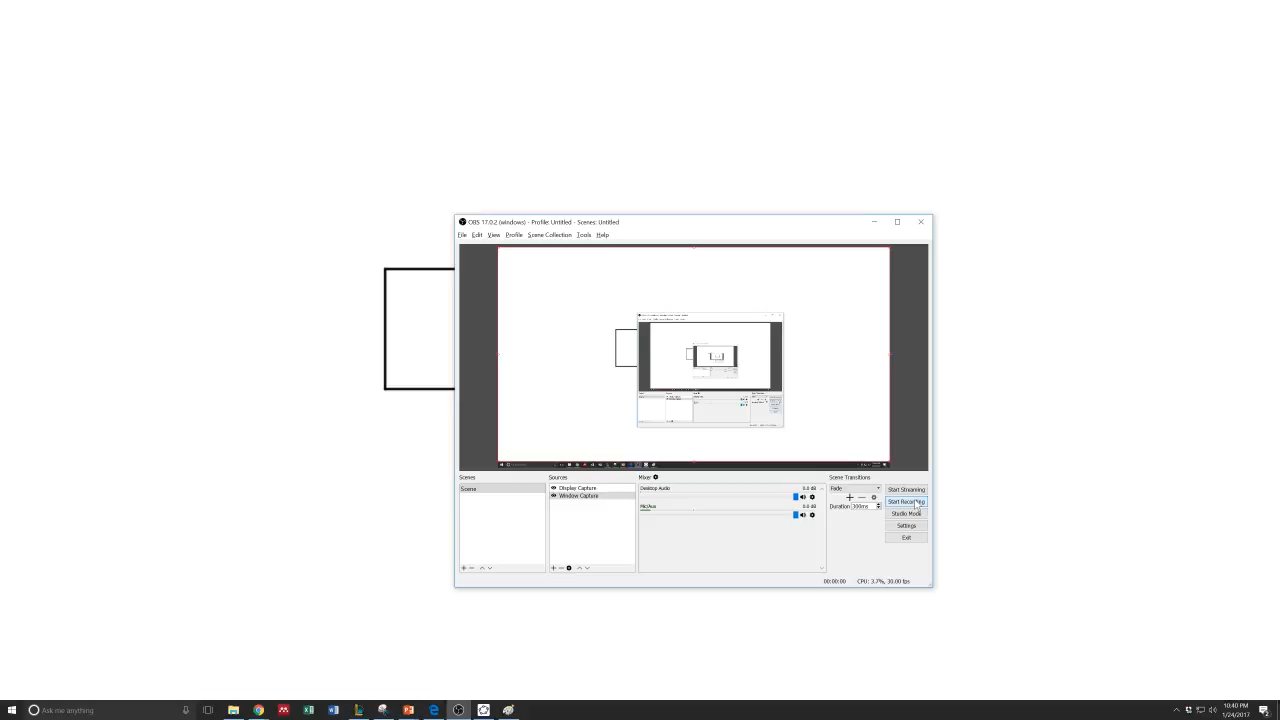 OBS 17.0.2 (windows) - Profile: Untitled - Scenes: Untitled
File Edit View Profile Scene Collection Tools Help
Scenes
Scene
Sources
Display Capture
Window Capture
Mixer
Desktop Audio 0.0 dB
Mic/Aux 0.0 dB
Scene Transitions
Fade
Duration 300ms
Start Streaming
Start Recording
Studio Mode
Settings
Exit
00:00:00 CPU: 3.7%, 30.00 fps
Ask me anything
10:40 PM
1/24/2017